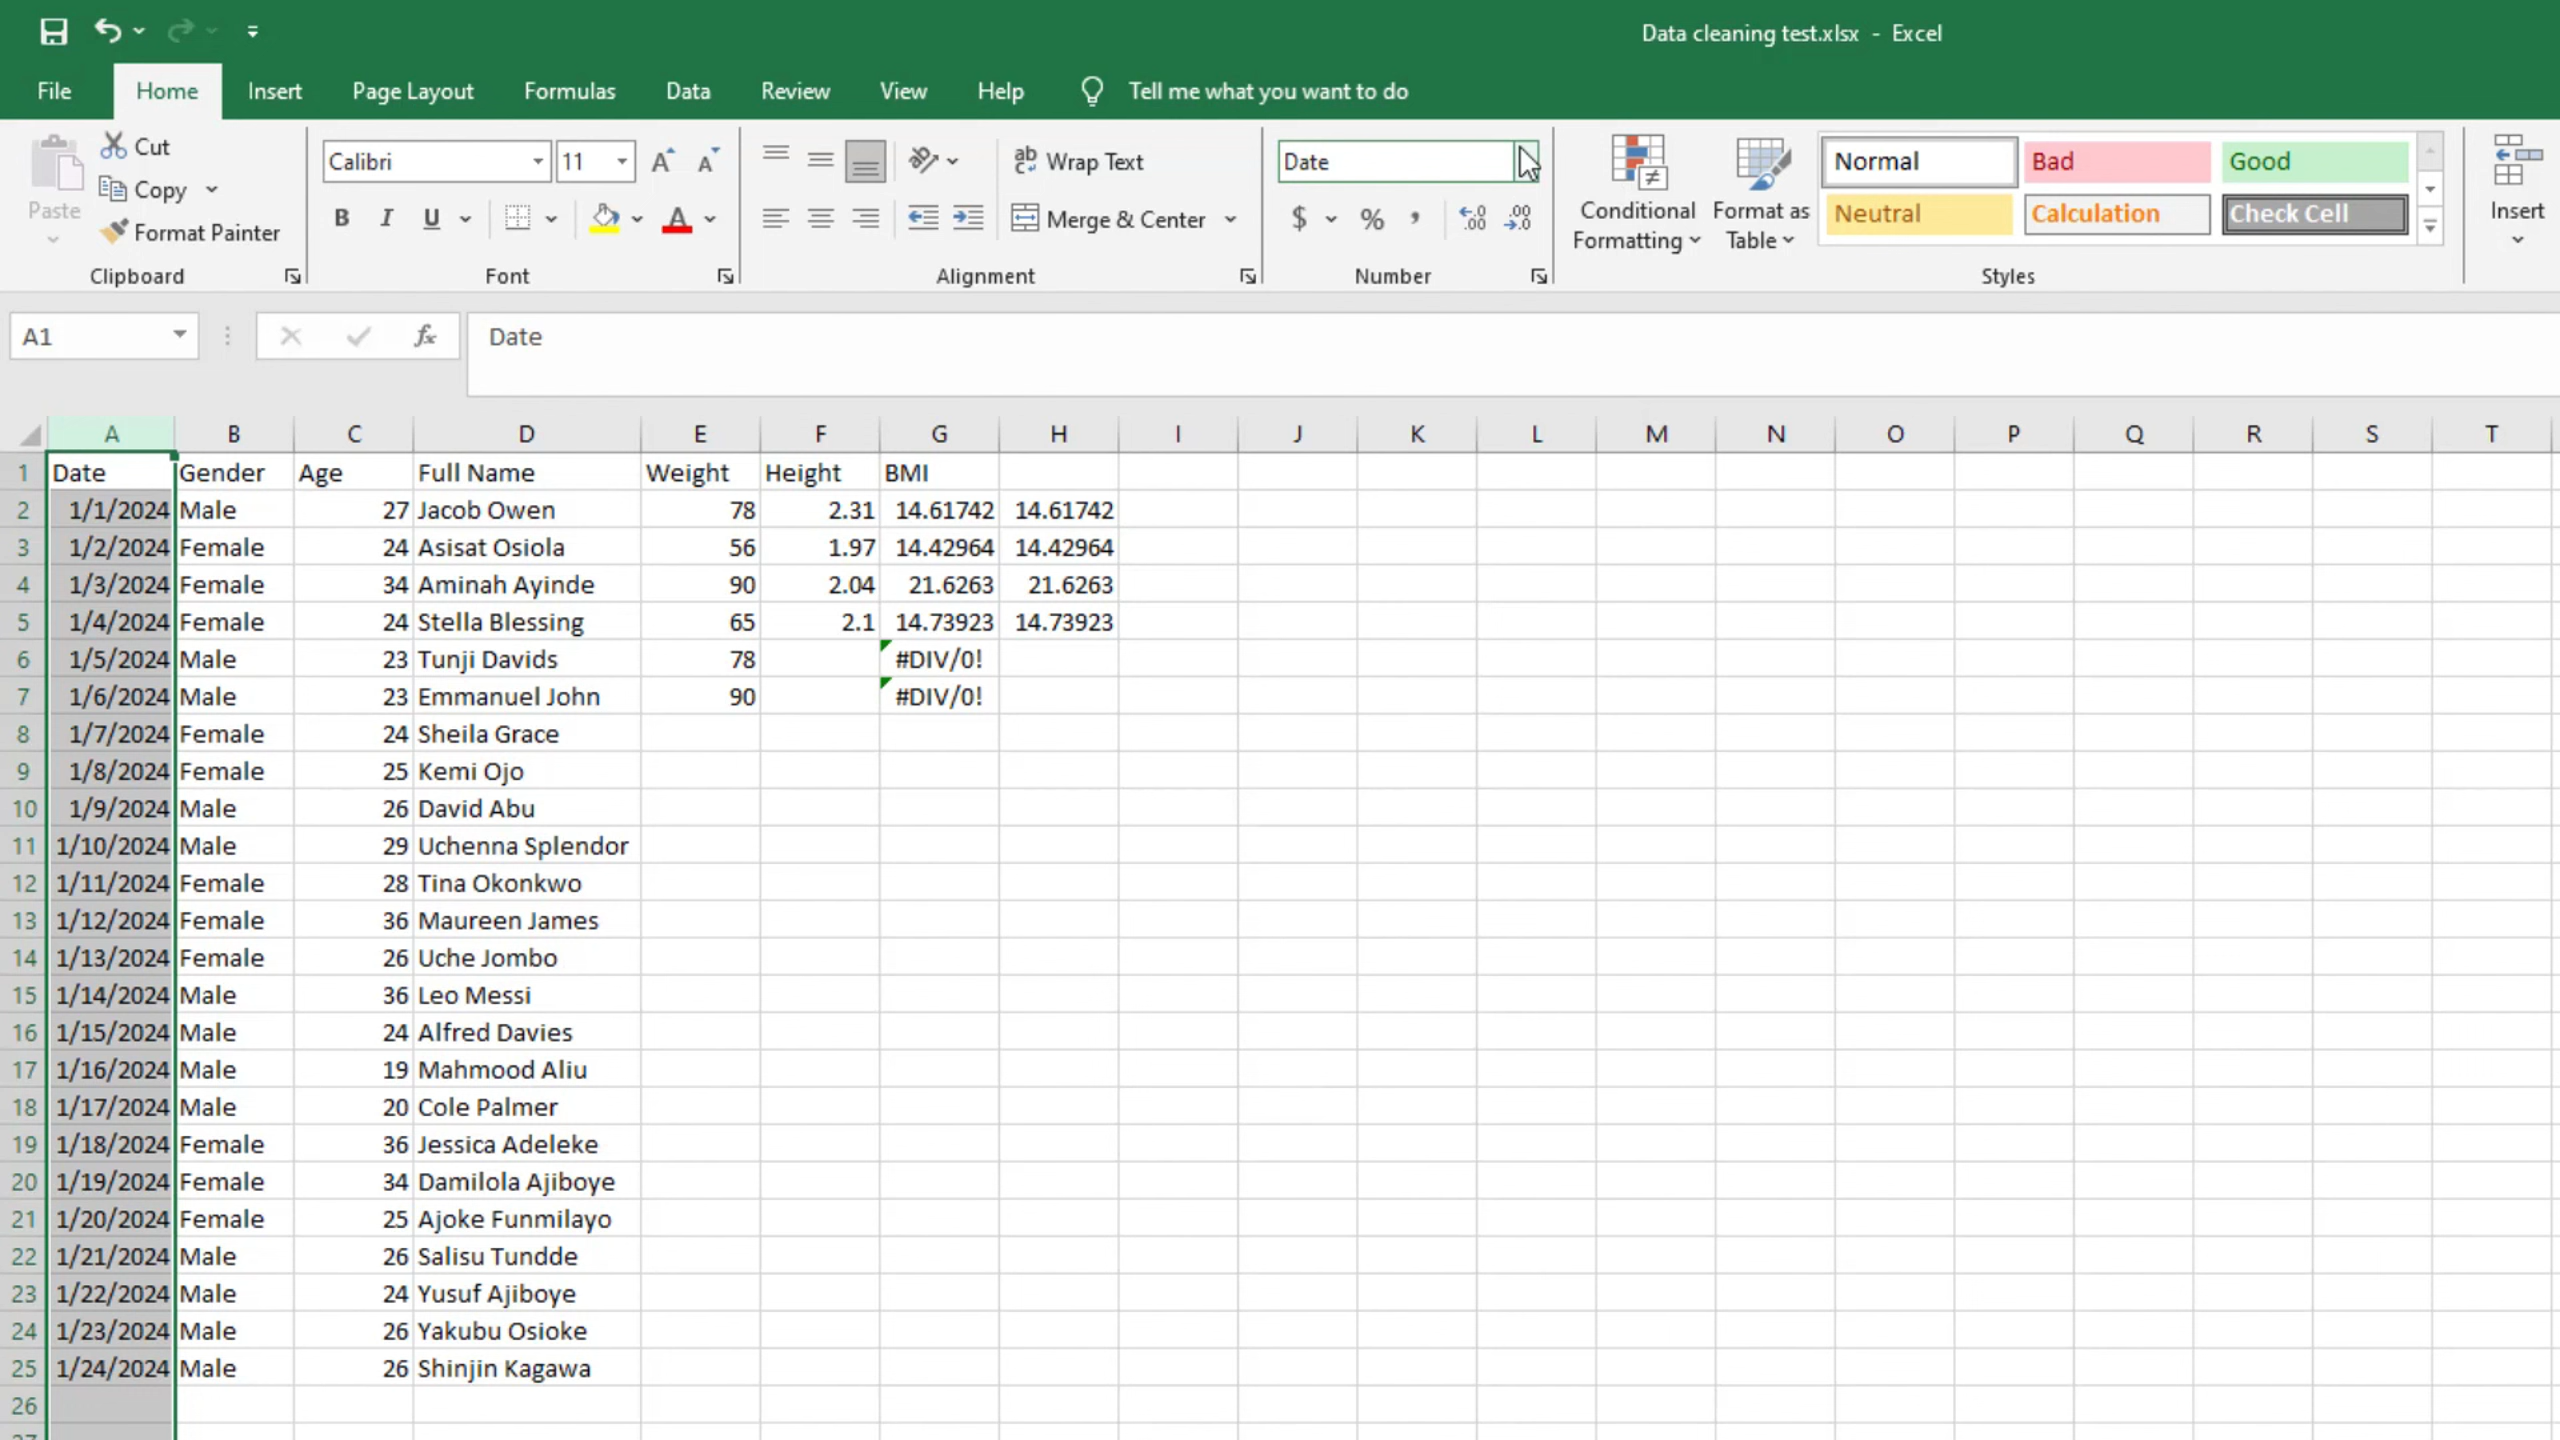 Data cleaning test.xlsx - Excel
File Home Insert Page Layout Formulas Data Review View Help Tell me what you want to do
Paste Cut Copy Format Painter Clipboard
Calibri 11 A A B I U A Font
ab Wrap Text Merge & Center Alignment
Date $ % , .0 .00 .00 .0 Number
Conditional Formatting Format as Table
Normal Bad Good
Neutral Calculation Check Cell
Styles
Insert
A1 fx Date
A B C D E F G H I J K L M N O P Q R S T
1 Date Gender Age Full Name Weight Height BMI
2 1/1/2024 Male 27 Jacob Owen 78 2.31 14.61742 14.61742
3 1/2/2024 Female 24 Asisat Osiola 56 1.97 14.42964 14.42964
4 1/3/2024 Female 34 Aminah Ayinde 90 2.04 21.6263 21.6263
5 1/4/2024 Female 24 Stella Blessing 65 2.1 14.73923 14.73923
6 1/5/2024 Male 23 Tunji Davids 78 #DIV/0!
7 1/6/2024 Male 23 Emmanuel John 90 #DIV/0!
8 1/7/2024 Female 24 Sheila Grace
9 1/8/2024 Female 25 Kemi Ojo
10 1/9/2024 Male 26 David Abu
11 1/10/2024 Male 29 Uchenna Splendor
12 1/11/2024 Female 28 Tina Okonkwo
13 1/12/2024 Female 36 Maureen James
14 1/13/2024 Female 26 Uche Jombo
15 1/14/2024 Male 36 Leo Messi
16 1/15/2024 Male 24 Alfred Davies
17 1/16/2024 Male 19 Mahmood Aliu
18 1/17/2024 Male 20 Cole Palmer
19 1/18/2024 Female 36 Jessica Adeleke
20 1/19/2024 Female 34 Damilola Ajiboye
21 1/20/2024 Female 25 Ajoke Funmilayo
22 1/21/2024 Male 26 Salisu Tundde
23 1/22/2024 Male 24 Yusuf Ajiboye
24 1/23/2024 Male 26 Yakubu Osioke
25 1/24/2024 Male 26 Shinjin Kagawa
26